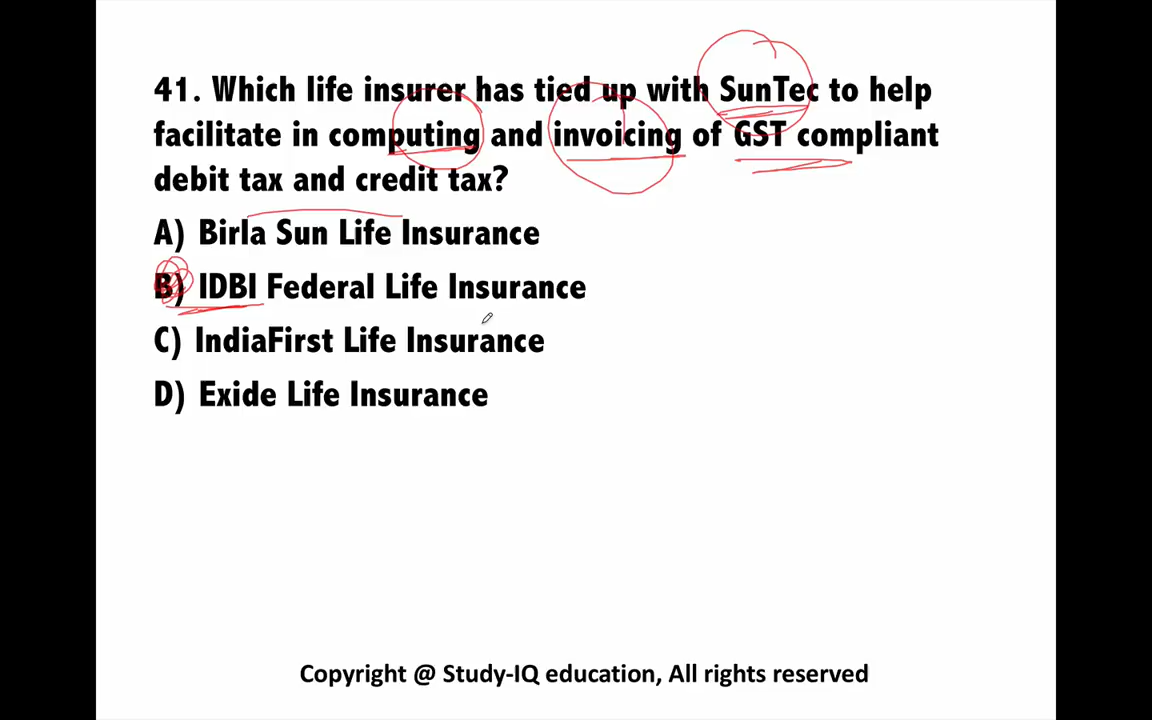 41. Which life insurer has tied up with SunTec to help
facilitate in computing and invoicing of GST compliant
debit tax and credit tax?
A) Birla Sun Life Insurance
B) IDBI Federal Life Insurance
C) IndiaFirst Life Insurance
D) Exide Life Insurance
Copyright @ Study-IQ education, All rights reserved